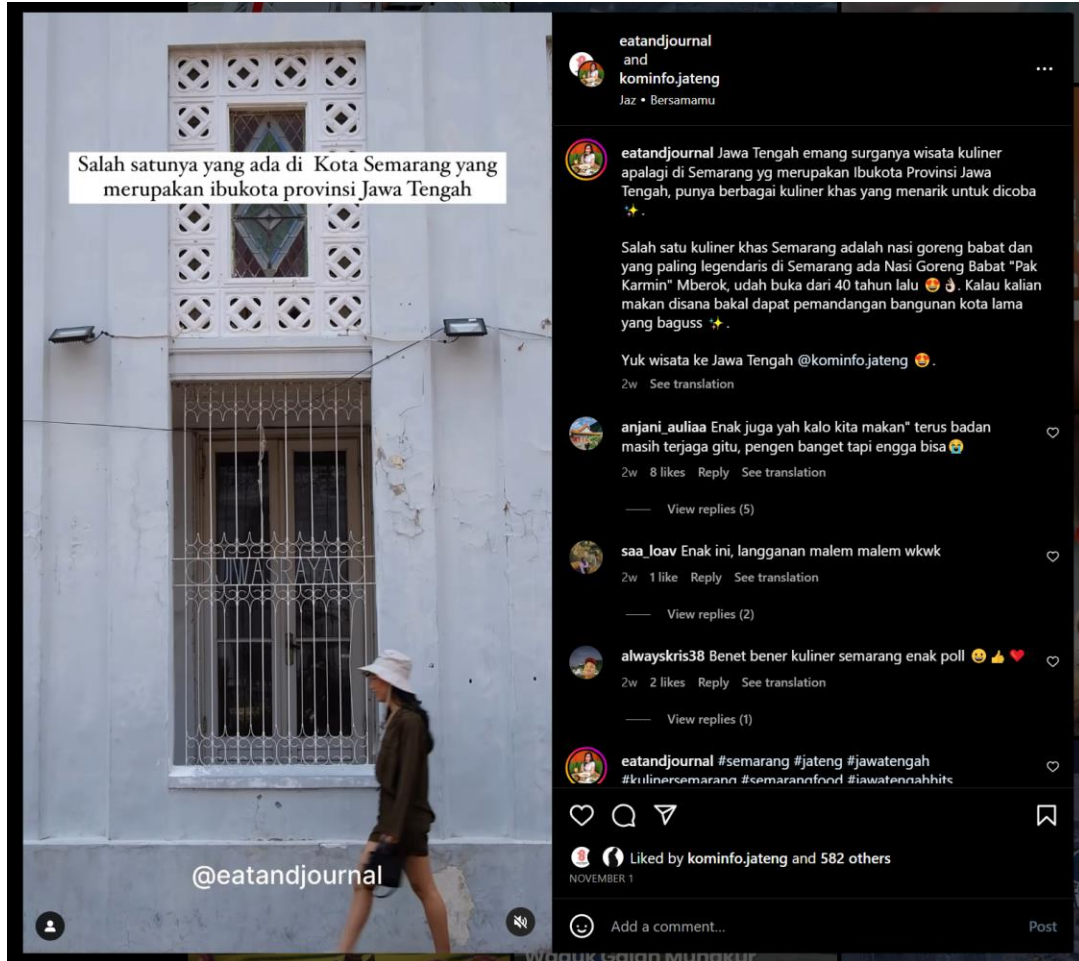 Salah satunya yang ada di Kota Semarang yang
merupakan ibukota provinsi Jawa Tengah
JIWASRAYA
@eatandjournal
eatandjournal
and
kominfo.jateng
Jaz • Bersamamu
eatandjournal Jawa Tengah emang surganya wisata kuliner
apalagi di Semarang yg merupakan Ibukota Provinsi Jawa
Tengah, punya berbagai kuliner khas yang menarik untuk dicoba
✨.
Salah satu kuliner khas Semarang adalah nasi goreng babat dan
yang paling legendaris di Semarang ada Nasi Goreng Babat "Pak
Karmin" Mberok, udah buka dari 40 tahun lalu 😍👌🏻. Kalau kalian
makan disana bakal dapat pemandangan bangunan kota lama
yang baguss ✨.
Yuk wisata ke Jawa Tengah @kominfo.jateng 😍.
2w See translation
anjani_auliaa Enak juga yah kalo kita makan" terus badan
masih terjaga gitu, pengen banget tapi engga bisa😭
2w 8 likes Reply See translation
View replies (5)
saa_loav Enak ini, langganan malem malem wkwk
2w 1 like Reply See translation
View replies (2)
alwayskris38 Benet bener kuliner semarang enak poll 😀👍❤️
2w 2 likes Reply See translation
View replies (1)
eatandjournal #semarang #jateng #jawatengah
#kulinersemarang #semarangfood #jawatengahhits
Liked by kominfo.jateng and 582 others
NOVEMBER 1
Add a comment...
Post